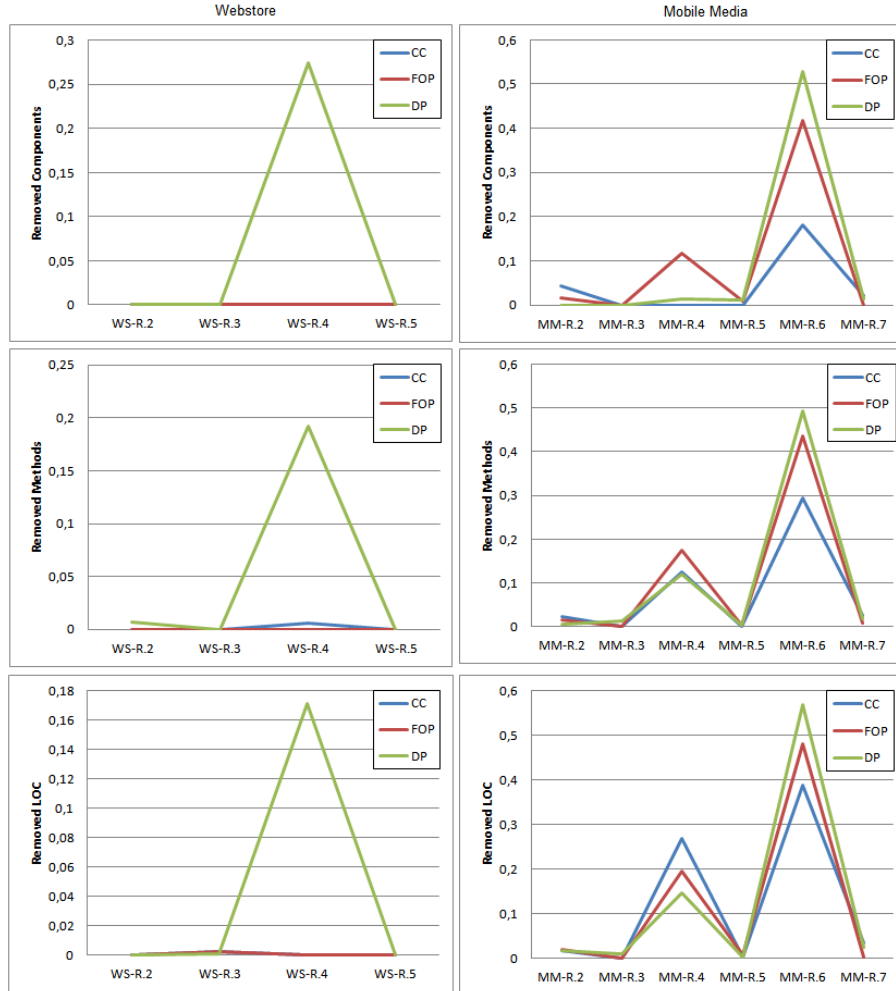 Webstore
Removed Components
0,3
0,25
0,2
0,15
0,1
0,05
0
CC
FOP
DP
WS-R.2 WS-R.3 WS-R.4 WS-R.5
Mobile Media
Removed Components
0,6
0,5
0,4
0,3
0,2
0,1
0
CC
FOP
DP
MM-R.2 MM-R.3 MM-R.4 MM-R.5 MM-R.6 MM-R.7
Removed Methods
0,25
0,2
0,15
0,1
0,05
0
CC
FOP
DP
WS-R.2 WS-R.3 WS-R.4 WS-R.5
Removed Methods
0,6
0,5
0,4
0,3
0,2
0,1
0
CC
FOP
DP
MM-R.2 MM-R.3 MM-R.4 MM-R.5 MM-R.6 MM-R.7
Removed LOC
0,18
0,16
0,14
0,12
0,1
0,08
0,06
0,04
0,02
0
CC
FOP
DP
WS-R.2 WS-R.3 WS-R.4 WS-R.5
Removed LOC
0,6
0,5
0,4
0,3
0,2
0,1
0
CC
FOP
DP
MM-R.2 MM-R.3 MM-R.4 MM-R.5 MM-R.6 MM-R.7